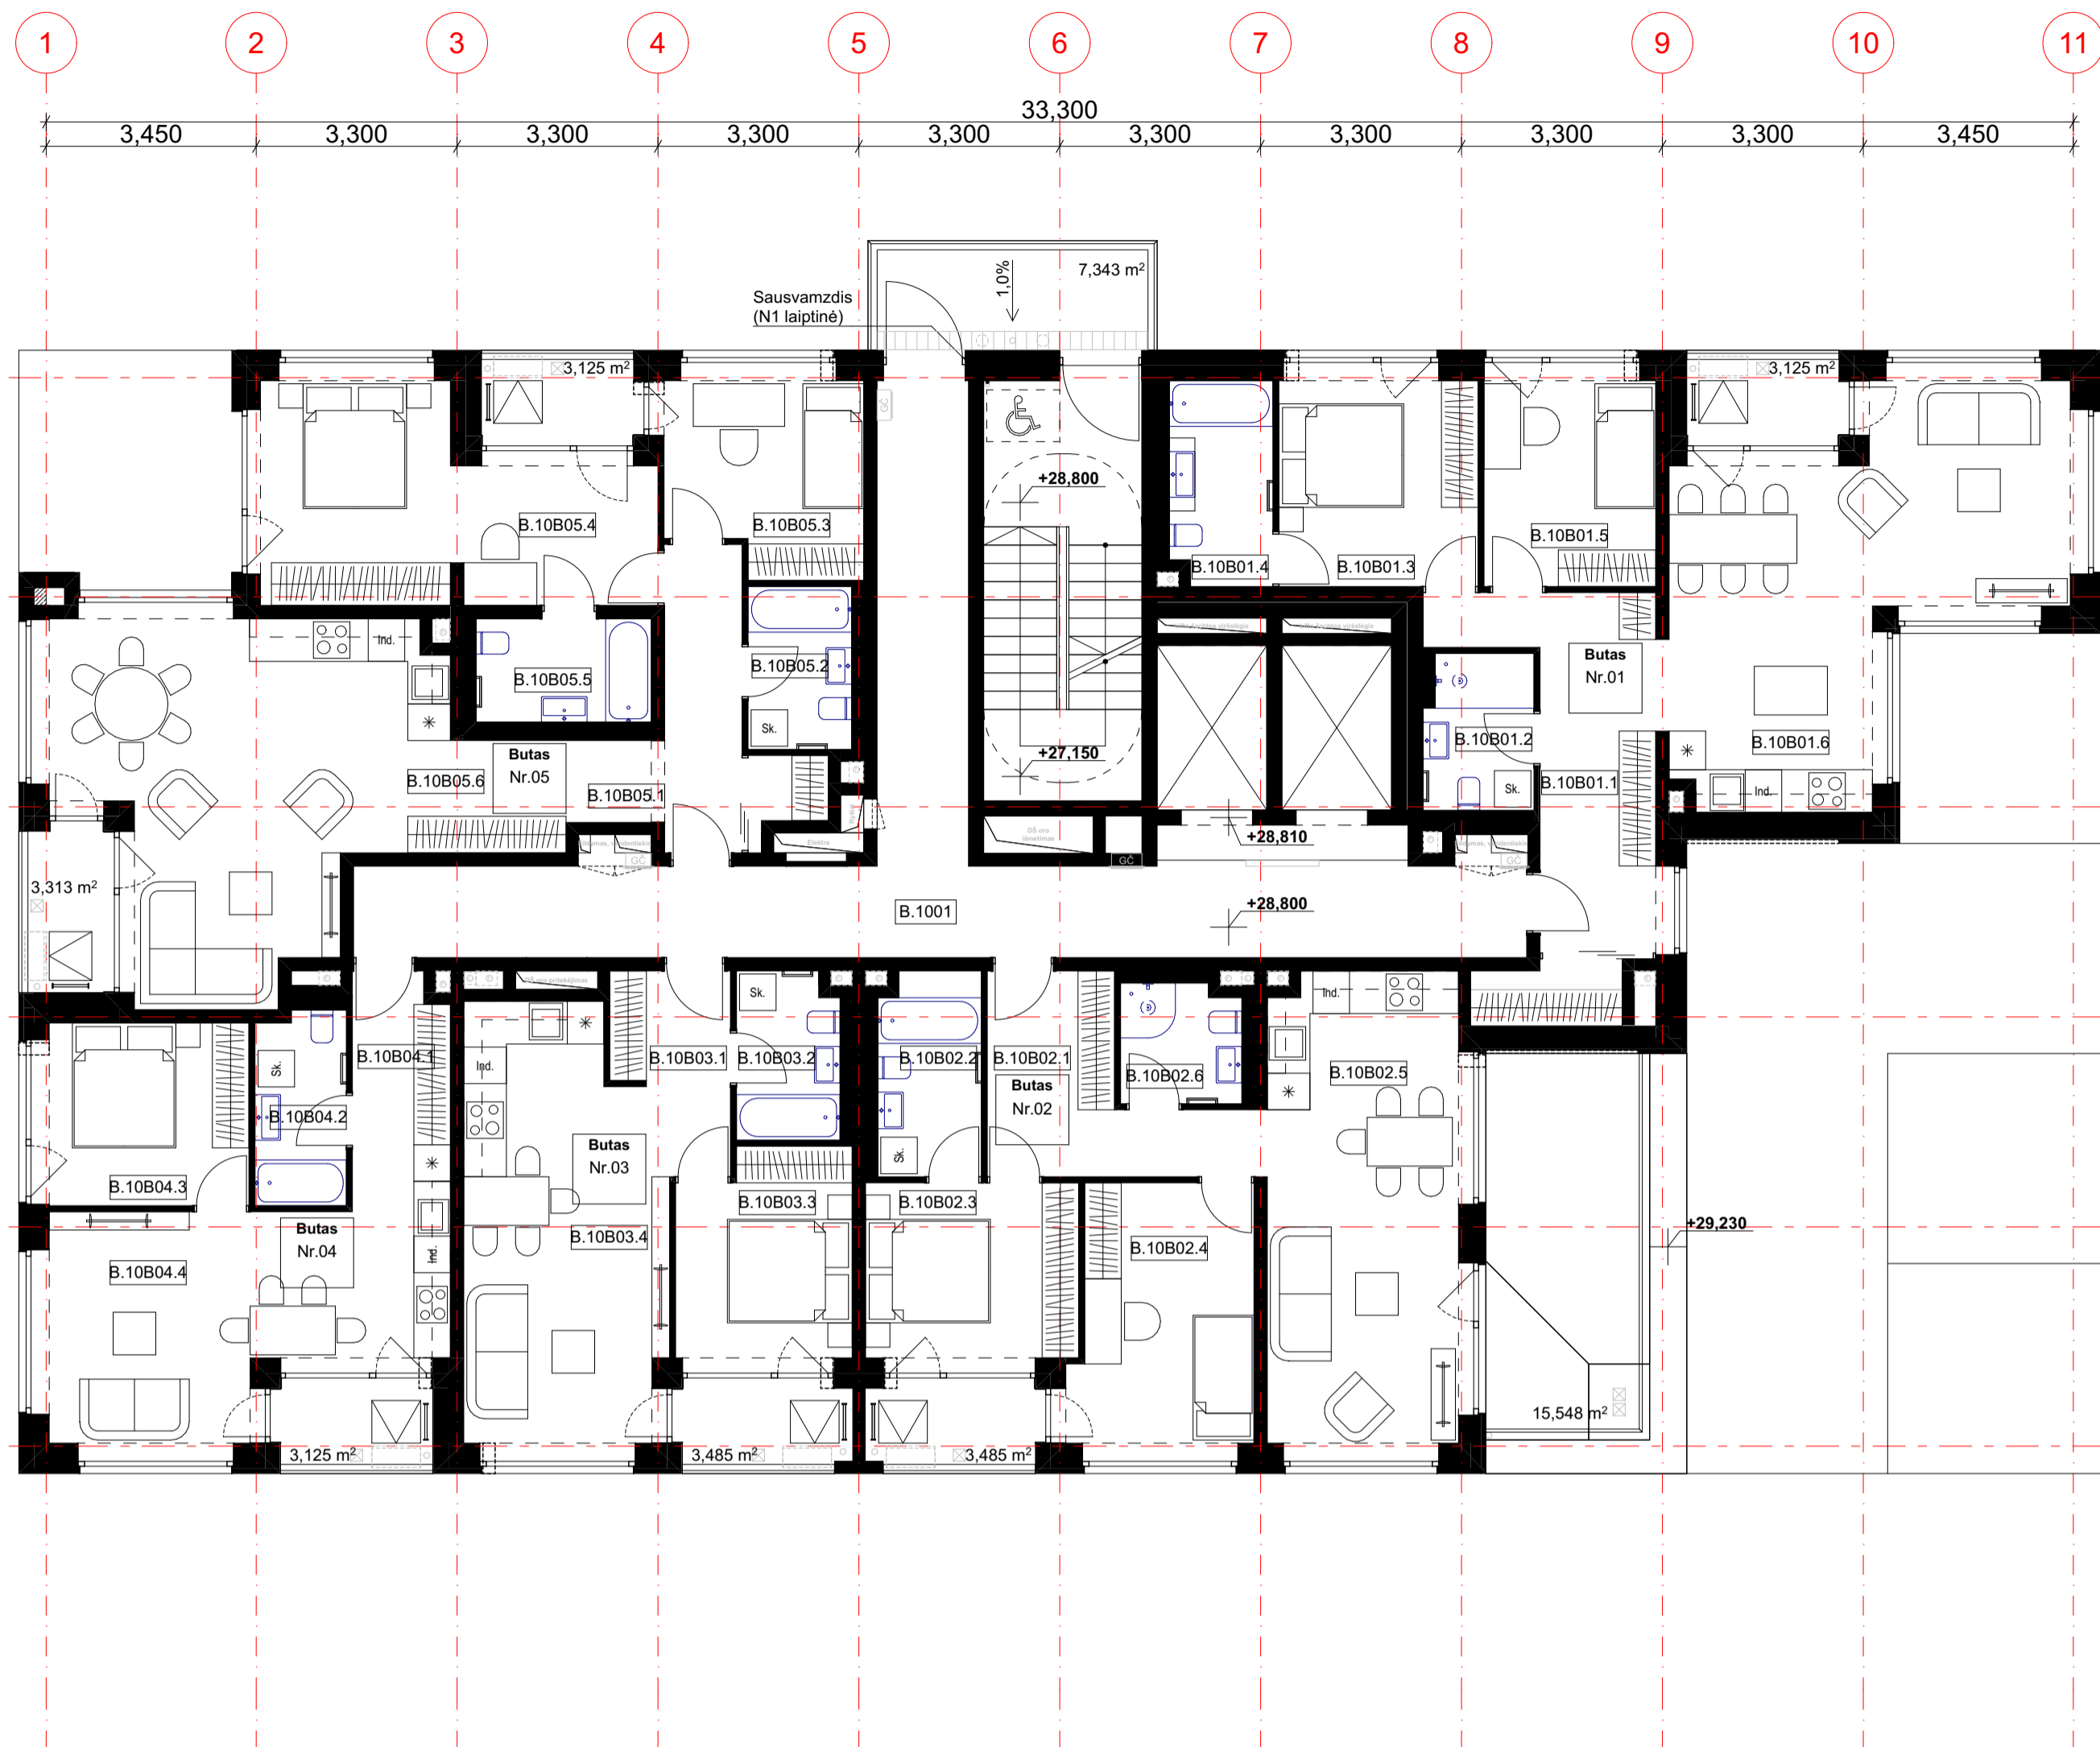 1 2 3 4 5 6 7 8 9 10 11
33,300
3,450 3,300 3,300 3,300 3,300 3,300 3,300 3,300 3,300 3,450
7,343 m²
1,0%
Sausvamzdis
(N1 laiptinė)
3,125 m²
3,125 m²
GČ
+28,800
B.10B05.4
B.10B05.3
B.10B01.4
B.10B01.3
B.10B01.5
Ind.
B.10B05.2
B.10B05.5
Sk.
Butas
Nr.01
Butas
Nr.05
B.10B05.6
B.10B05.1
+27,150
B.10B01.2
B.10B01.6
B.10B01.1
Sk.
Ind.
Elektra
DŠ oro
išmetimas
+28,810
GČ
GČ
GČ
3,313 m²
B.1001
+28,800
DŠ oro pritekėjimas
Sk.
Ind.
B.10B04.1
B.10B03.1
B.10B03.2
B.10B02.2
B.10B02.1
B.10B02.6
B.10B02.5
Sk.
Ind.
Butas
Nr.02
B.10B04.2
Butas
Nr.03
Sk.
B.10B04.3
B.10B03.3
B.10B02.3
Butas
Nr.04
B.10B03.4
B.10B02.4
+29,230
Ind.
B.10B04.4
15,548 m²
3,125 m²
3,485 m²
3,485 m²